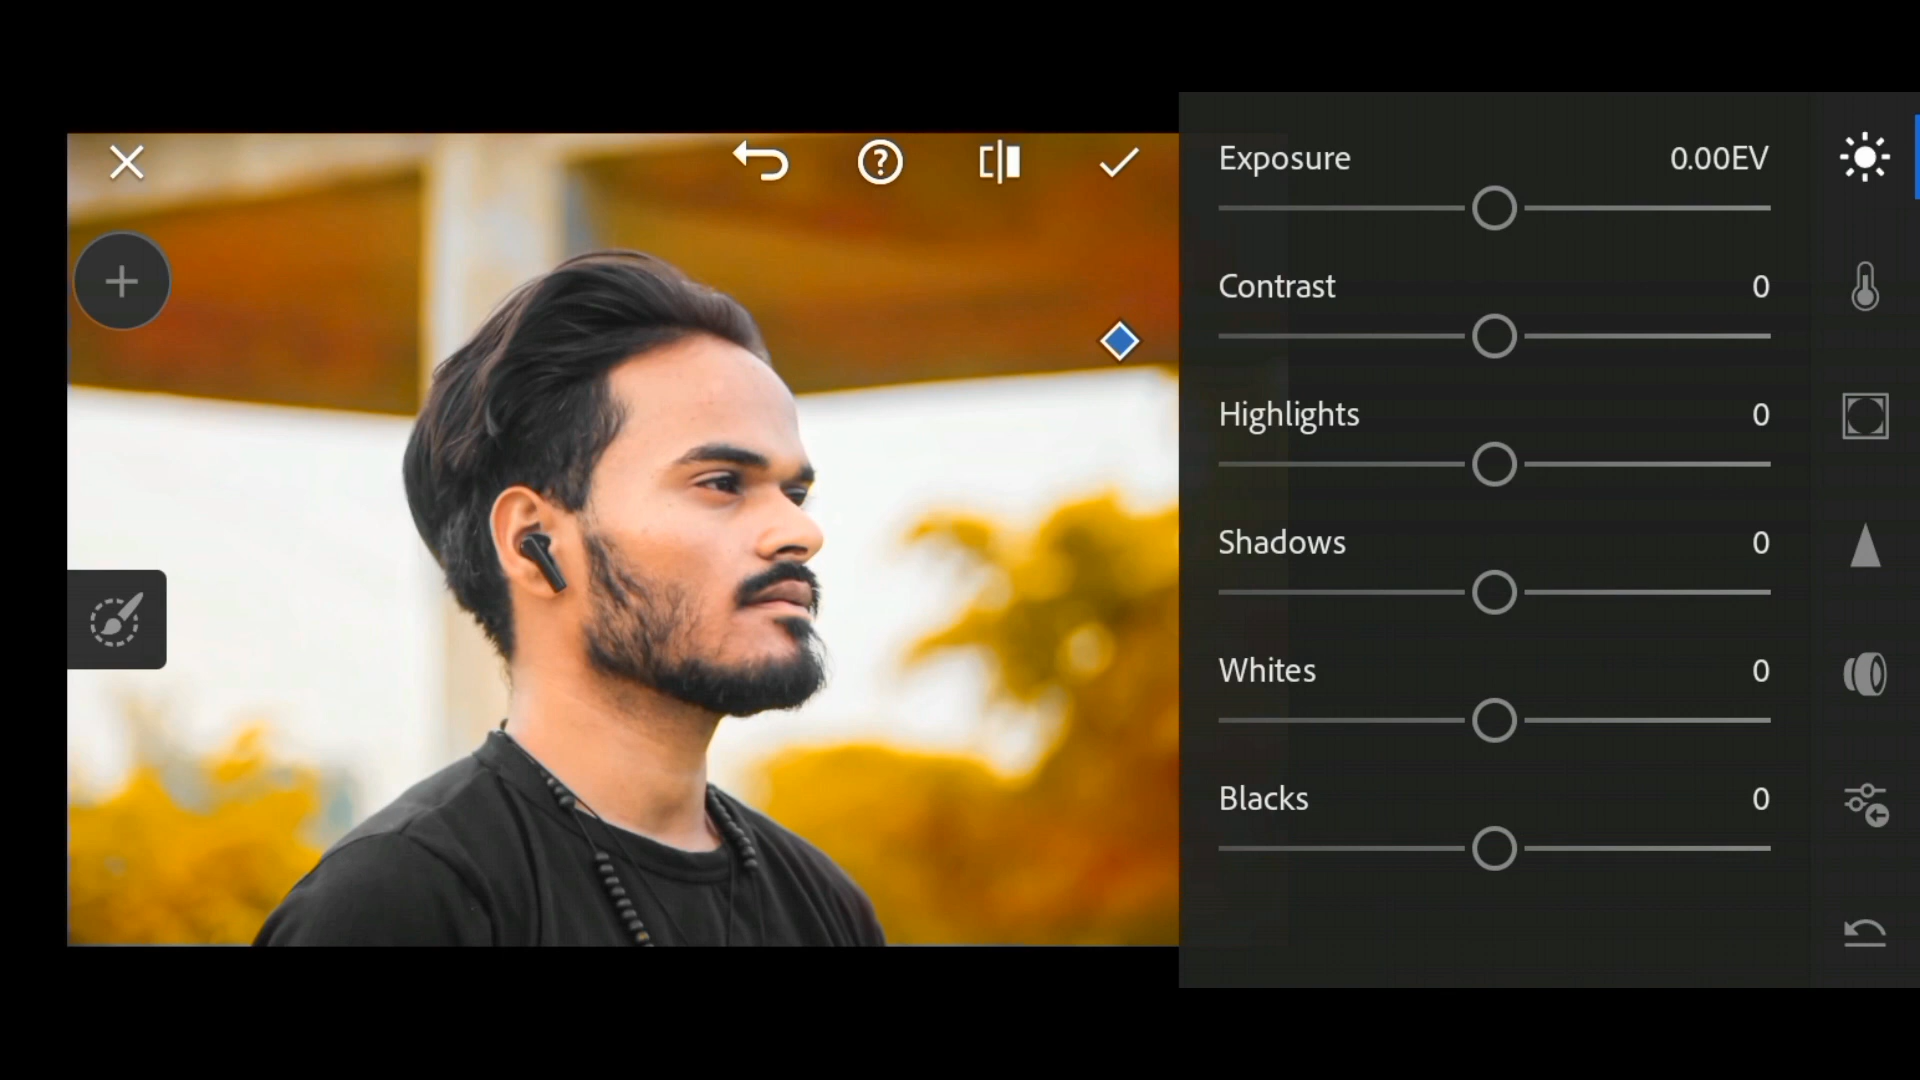 Exposure 0.00EV
Contrast 0
Highlights 0
Shadows 0
Whites 0
Blacks 0